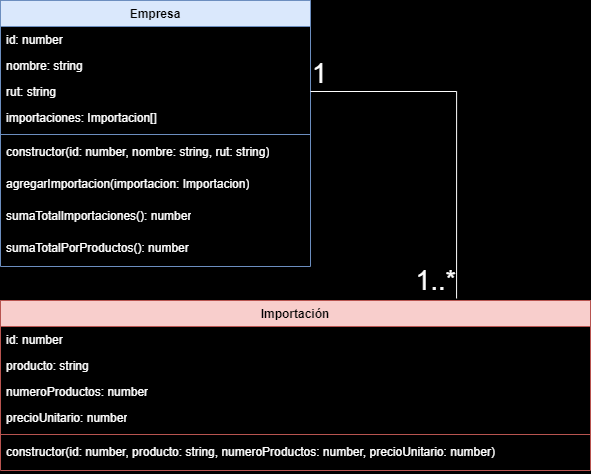 Empresa
id: number
nombre: string
rut: string
importaciones: Importacion[]
constructor(id: number, nombre: string, rut: string)
agregarImportacion(importacion: Importacion)
sumaTotalImportaciones(): number
sumaTotalPorProductos(): number
1
1..*
Importación
id: number
producto: string
numeroProductos: number
precioUnitario: number
constructor(id: number, producto: string, numeroProductos: number, precioUnitario: number)